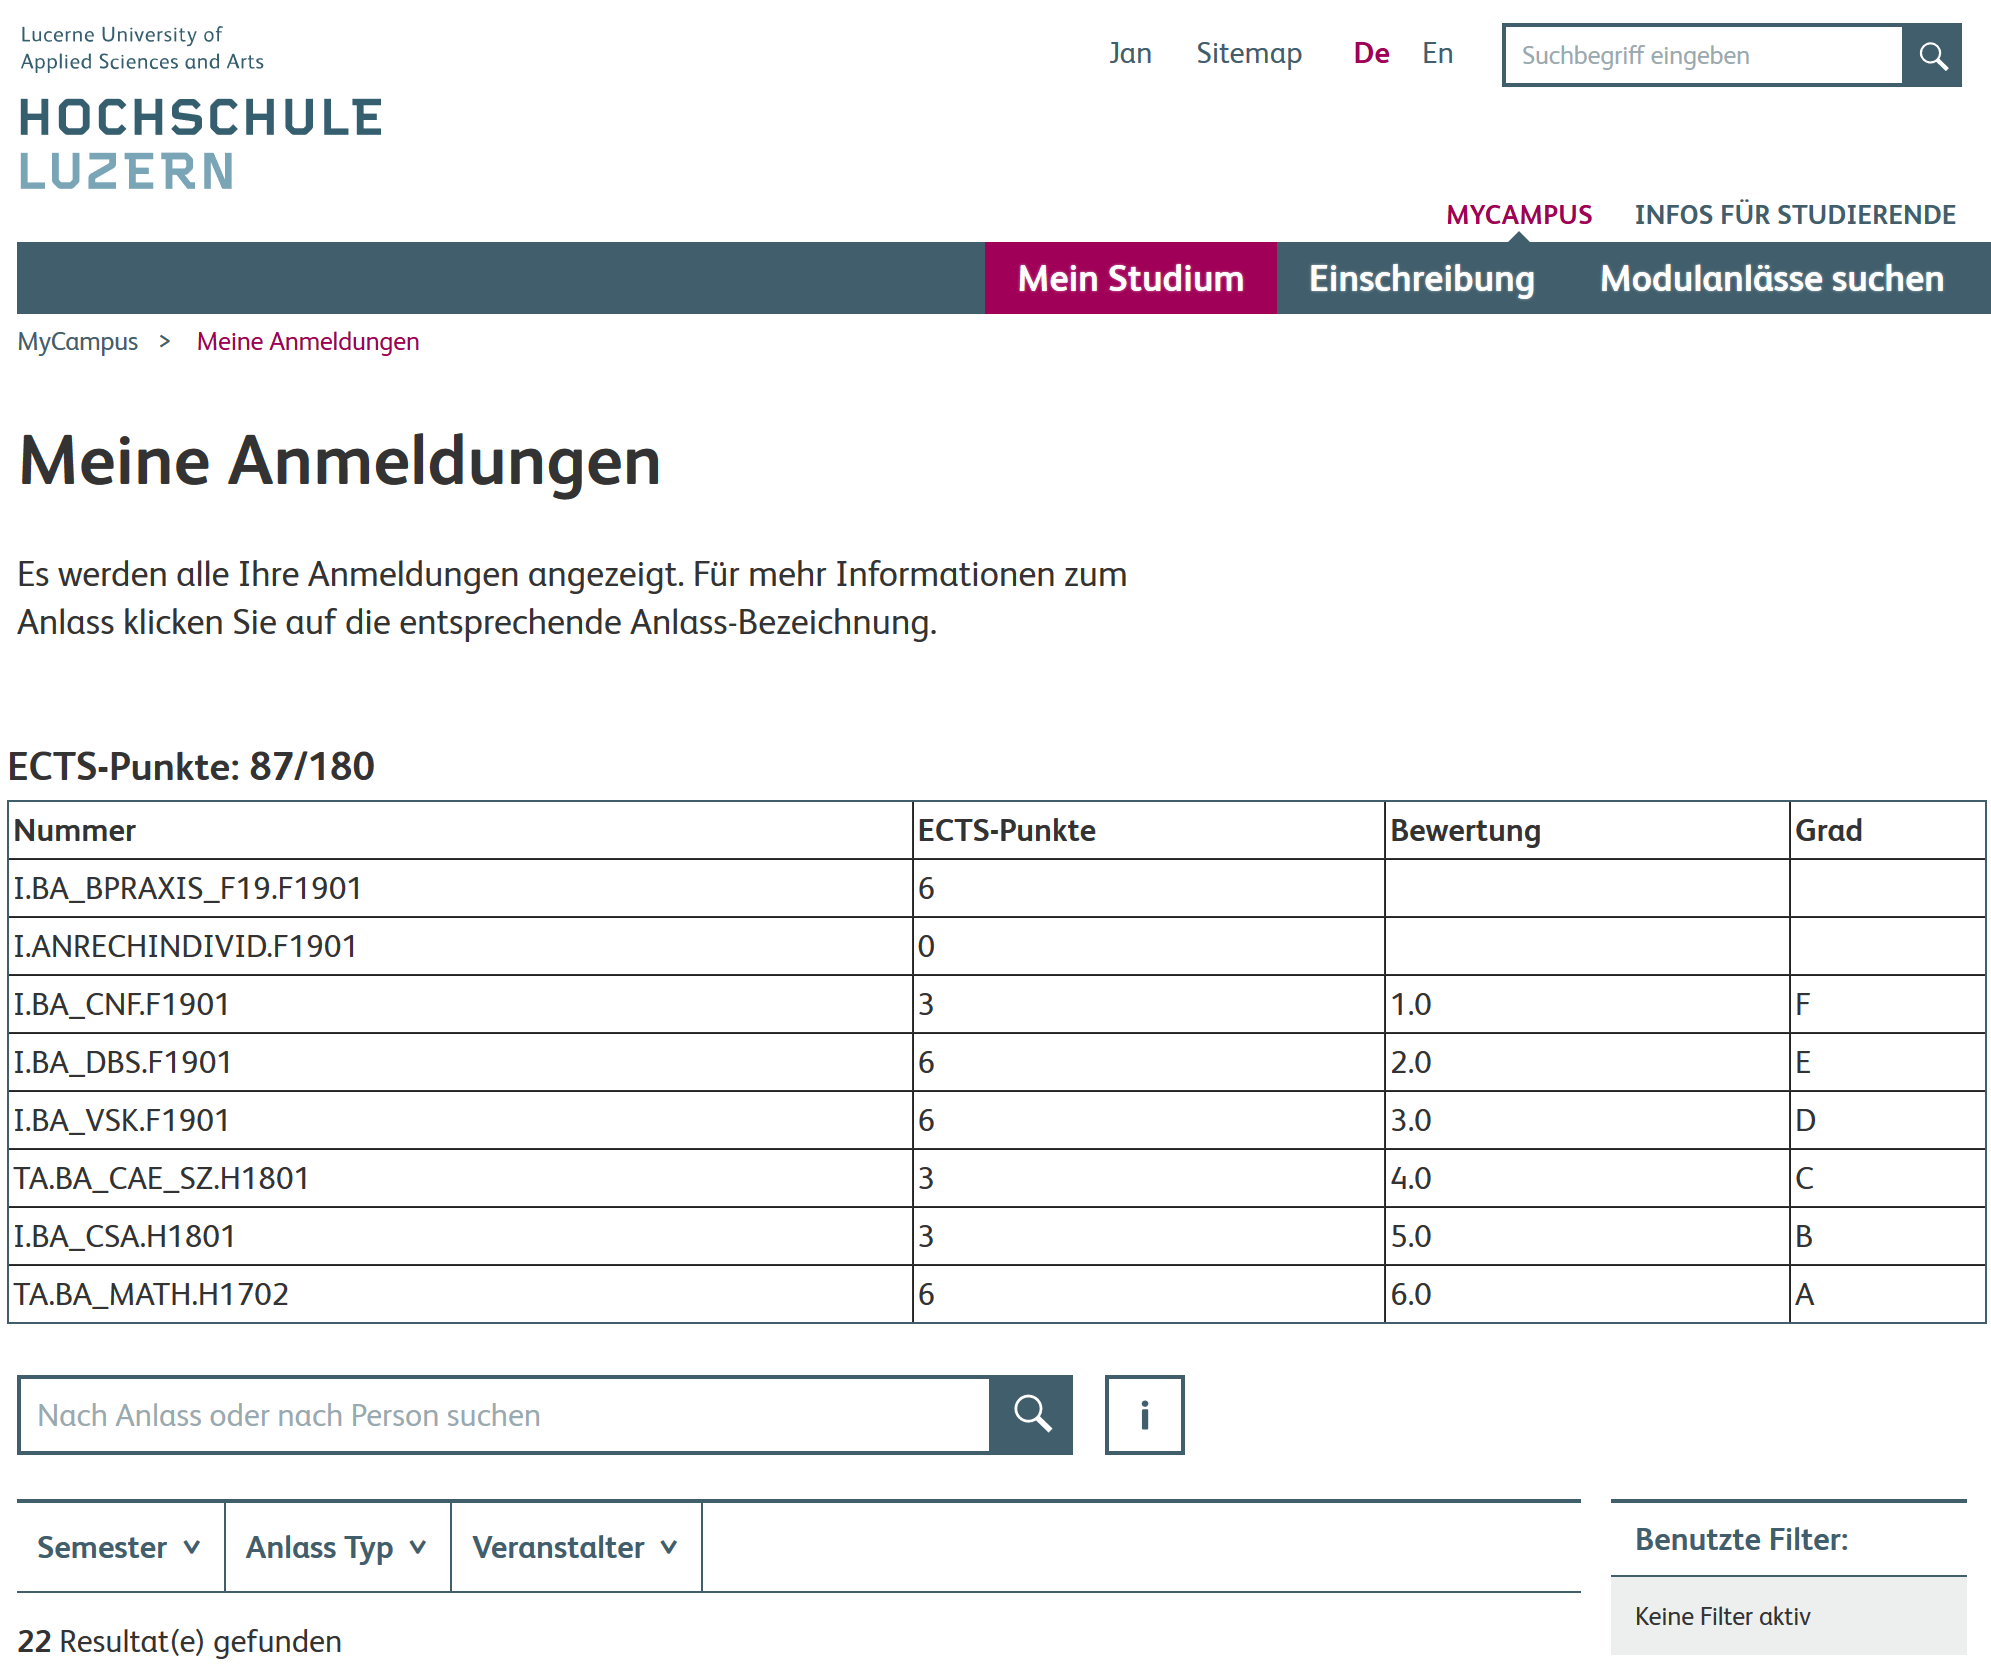 Lucerne University of
Applied Sciences and Arts
HOCHSCHULE
LUZERN
Jan Sitemap De En Suchbegriff eingeben
MYCAMPUS INFOS FÜR STUDIERENDE
Mein Studium Einschreibung Modulanlässe suchen
MyCampus > Meine Anmeldungen
Meine Anmeldungen
Es werden alle Ihre Anmeldungen angezeigt. Für mehr Informationen zum
Anlass klicken Sie auf die entsprechende Anlass-Bezeichnung.
ECTS-Punkte: 87/180
Nummer ECTS-Punkte Bewertung Grad
I.BA_BPRAXIS_F19.F1901 6
I.ANRECHINDIVID.F1901 0
I.BA_CNF.F1901 3 1.0 F
I.BA_DBS.F1901 6 2.0 E
I.BA_VSK.F1901 6 3.0 D
TA.BA_CAE_SZ.H1801 3 4.0 C
I.BA_CSA.H1801 3 5.0 B
TA.BA_MATH.H1702 6 6.0 A
Nach Anlass oder nach Person suchen i
Semester Anlass Typ Veranstalter
Benutzte Filter:
Keine Filter aktiv
22 Resultat(e) gefunden